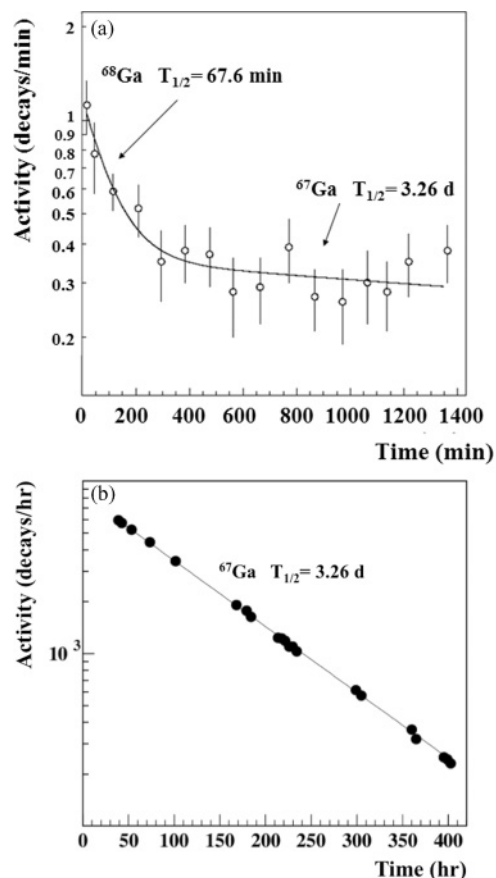 (a)
2
1
0.9
0.8
0.7
0.6
0.5
0.4
0.3
0.2
⁶⁸Ga T₁/₂= 67.6 min
⁶⁷Ga T₁/₂= 3.26 d
Activity (decays/min)
0 200 400 600 800 1000 1200 1400
Time (min)
(b)
⁶⁷Ga T₁/₂= 3.26 d
Activity (decays/hr)
10³
0 50 100 150 200 250 300 350 400
Time (hr)